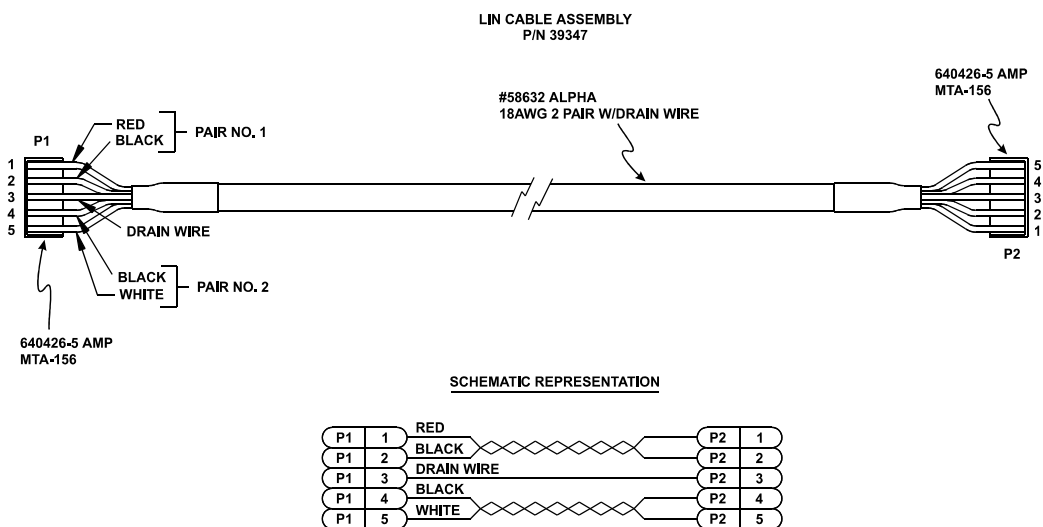 LIN CABLE ASSEMBLY
P/N 39347
640426-5 AMP
MTA-156
#58632 ALPHA
18AWG 2 PAIR W/DRAIN WIRE
P1
RED
BLACK
PAIR NO. 1
1
2
3
4
5
DRAIN WIRE
BLACK
WHITE
PAIR NO. 2
640426-5 AMP
MTA-156
5
4
3
2
1
P2
SCHEMATIC REPRESENTATION
P1 1 RED P2 1
P1 2 BLACK P2 2
P1 3 DRAIN WIRE P2 3
P1 4 BLACK P2 4
P1 5 WHITE P2 5